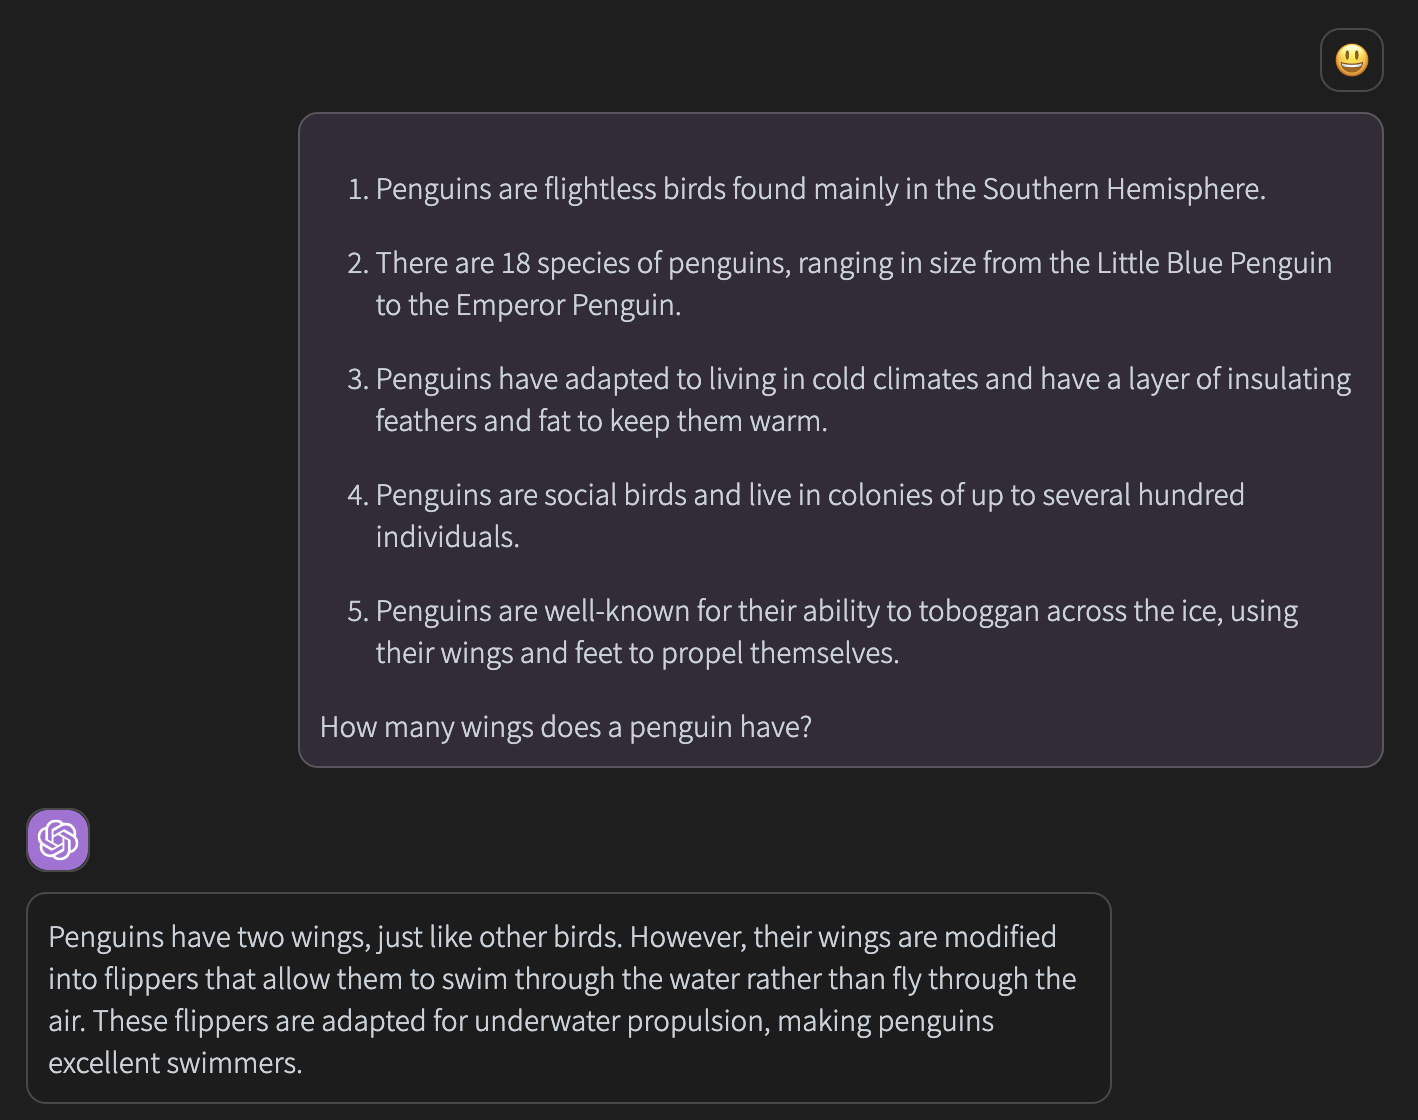 1. Penguins are flightless birds found mainly in the Southern Hemisphere.
2. There are 18 species of penguins, ranging in size from the Little Blue Penguin
to the Emperor Penguin.
3. Penguins have adapted to living in cold climates and have a layer of insulating
feathers and fat to keep them warm.
4. Penguins are social birds and live in colonies of up to several hundred
individuals.
5. Penguins are well-known for their ability to toboggan across the ice, using
their wings and feet to propel themselves.
How many wings does a penguin have?
Penguins have two wings, just like other birds. However, their wings are modified
into flippers that allow them to swim through the water rather than fly through the
air. These flippers are adapted for underwater propulsion, making penguins
excellent swimmers.